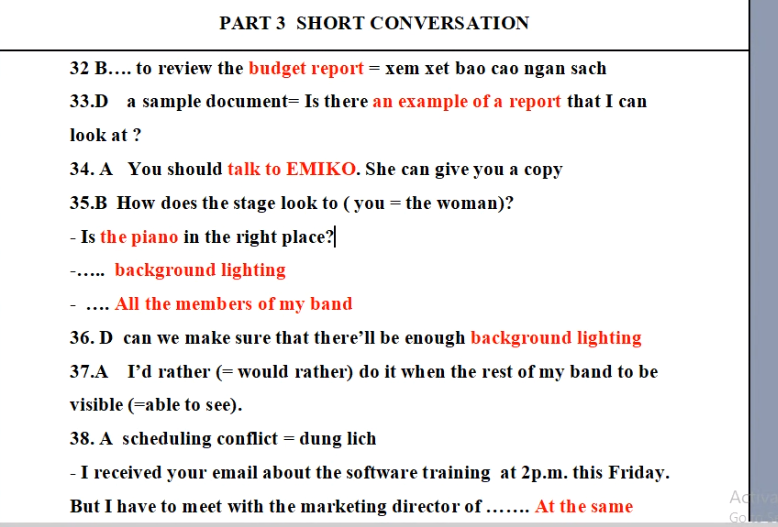 PART 3 SHORT CONVERSATION
32 B…. to review the budget report = xem xet bao cao ngan sach
33.D a sample document= Is there an example of a report that I can
look at ?
34. A You should talk to EMIKO. She can give you a copy
35.B How does the stage look to ( you = the woman)?
- Is the piano in the right place?
-….. background lighting
- …. All the members of my band
36. D can we make sure that there’ll be enough background lighting
37.A I’d rather (= would rather) do it when the rest of my band to be
visible (=able to see).
38. A scheduling conflict = dung lich
- I received your email about the software training at 2p.m. this Friday.
But I have to meet with the marketing director of ……. At the same